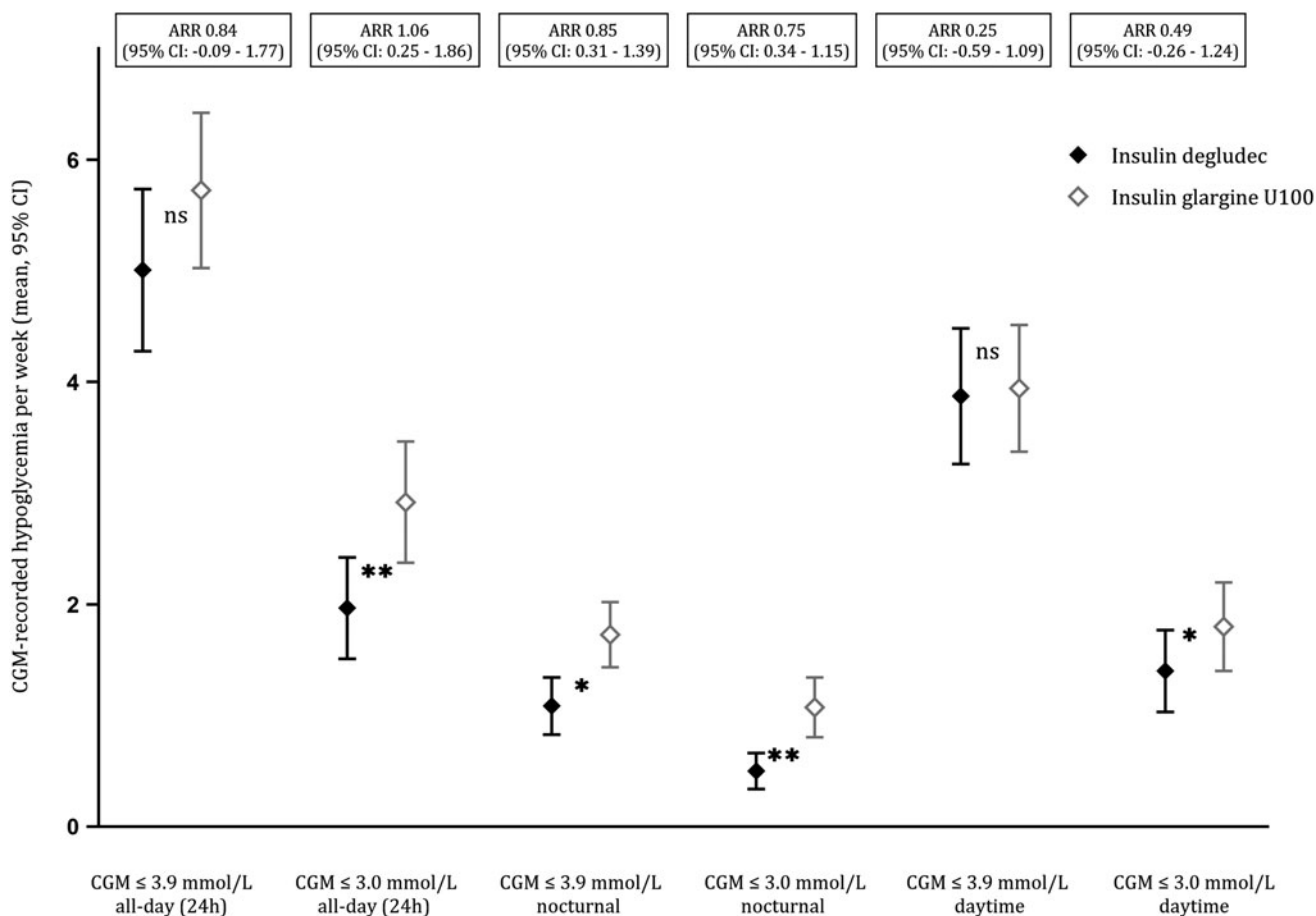 ARR 0.84
(95% CI: -0.09 - 1.77)
ARR 1.06
(95% CI: 0.25 - 1.86)
ARR 0.85
(95% CI: 0.31 - 1.39)
ARR 0.75
(95% CI: 0.34 - 1.15)
ARR 0.25
(95% CI: -0.59 - 1.09)
ARR 0.49
(95% CI: -0.26 - 1.24)
CGM-recorded hypoglycemia per week (mean, 95% CI)
6
4
2
0
Insulin degludec
Insulin glargine U100
ns
**
*
**
ns
*
CGM ≤ 3.9 mmol/L
all-day (24h)
CGM ≤ 3.0 mmol/L
all-day (24h)
CGM ≤ 3.9 mmol/L
nocturnal
CGM ≤ 3.0 mmol/L
nocturnal
CGM ≤ 3.9 mmol/L
daytime
CGM ≤ 3.0 mmol/L
daytime